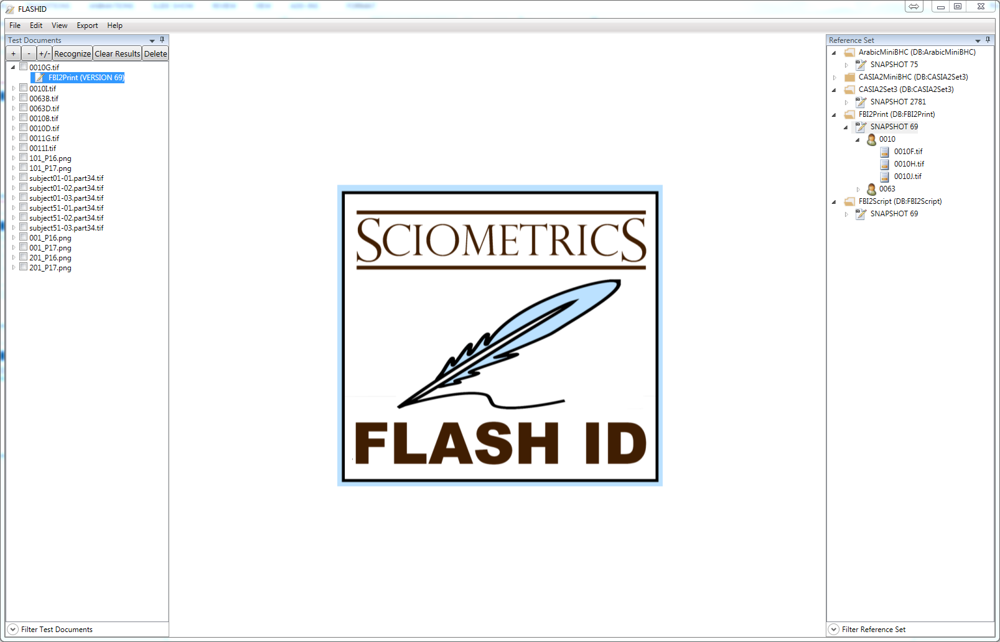 FLASHID
File Edit View Export Help
Test Documents
+ - +/- Recognize Clear Results Delete
0010G.tif
FBI2Print (VERSION 69)
0010I.tif
0063B.tif
0063D.tif
0010B.tif
0010D.tif
0011G.tif
0011I.tif
101_P16.png
101_P17.png
subject01-01.part34.tif
subject01-02.part34.tif
subject01-03.part34.tif
subject51-01.part34.tif
subject51-02.part34.tif
subject51-03.part34.tif
001_P16.png
001_P17.png
201_P16.png
201_P17.png
Filter Test Documents
SCIOMETRICS
FLASH ID
Reference Set
ArabicMiniBHC (DB:ArabicMiniBHC)
SNAPSHOT 75
CASIA2MiniBHC (DB:CASIA2Set3)
CASIA2Set3 (DB:CASIA2Set3)
SNAPSHOT 2781
FBI2Print (DB:FBI2Print)
SNAPSHOT 69
0010
0010F.tif
0010H.tif
0010J.tif
0063
FBI2Script (DB:FBI2Script)
SNAPSHOT 69
Filter Reference Set